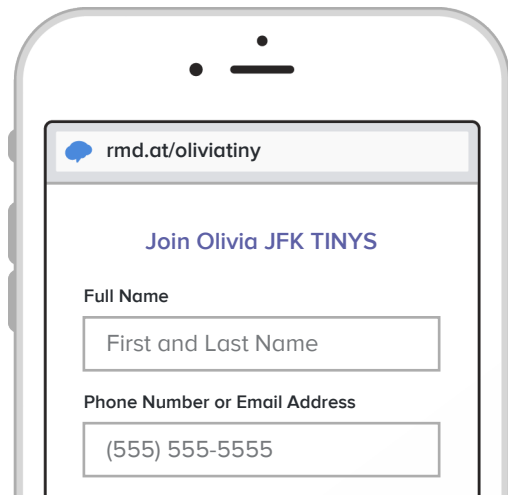 rmd.at/oliviatiny
Join Olivia JFK TINYS
Full Name
First and Last Name
Phone Number or Email Address
(555) 555-5555